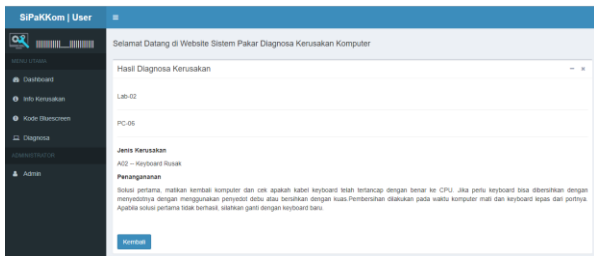 SiPaKKom | User
Selamat Datang di Website Sistem Pakar Diagnosa Kerusakan Komputer
MENU UTAMA
Dashboard
Info Kerusakan
Kode Bluescreen
Diagnosa
ADMINISTRATOR
Admin
Hasil Diagnosa Kerusakan
Lab-02
PC-06
Jenis Kerusakan
A02 -- Keyboard Rusak
Penangananan
Solusi pertama, matikan kembali komputer dan cek apakah kabel keyboard telah tertancap dengan benar ke CPU. Jika perlu keyboard bisa dibersihkan dengan
menyedotnya dengan menggunakan penyedot debu atau bersihkan dengan kuas.Pembersihan dilakukan pada waktu komputer mati dan keyboard lepas dari portnya.
Apabila solusi pertama tidak berhasil, silahkan ganti dengan keyboard baru.
Kembali